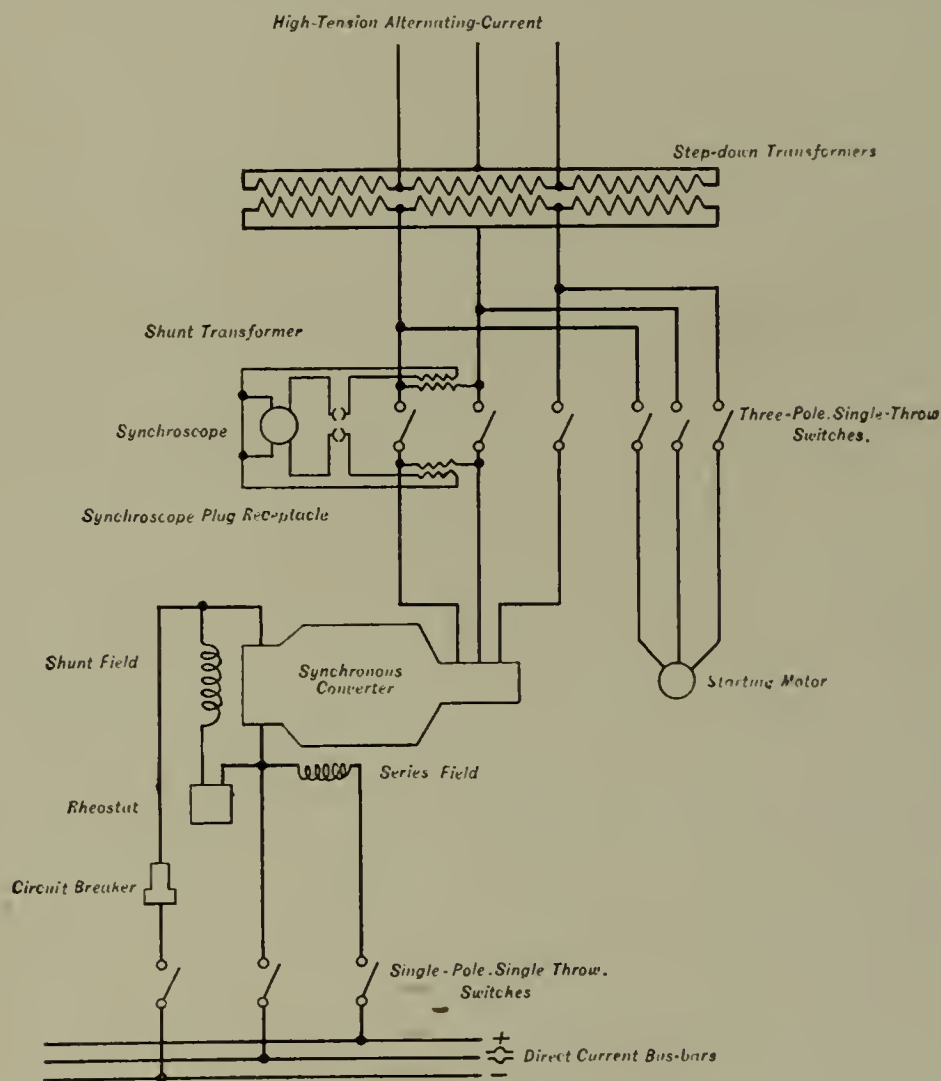 High-Tension Alternating-Current
Step-down Transformers
Shunt Transformer
Synchroscope
Three-Pole.Single-Throw
Switches.
Synchroscope Plug Receptacle
Shunt Field
Synchronous
Converter
Starting Motor
Series Field
Rheostat
Circuit Breaker
Single-Pole.Single Throw.
Switches
+
Direct Current Bus-bars
−